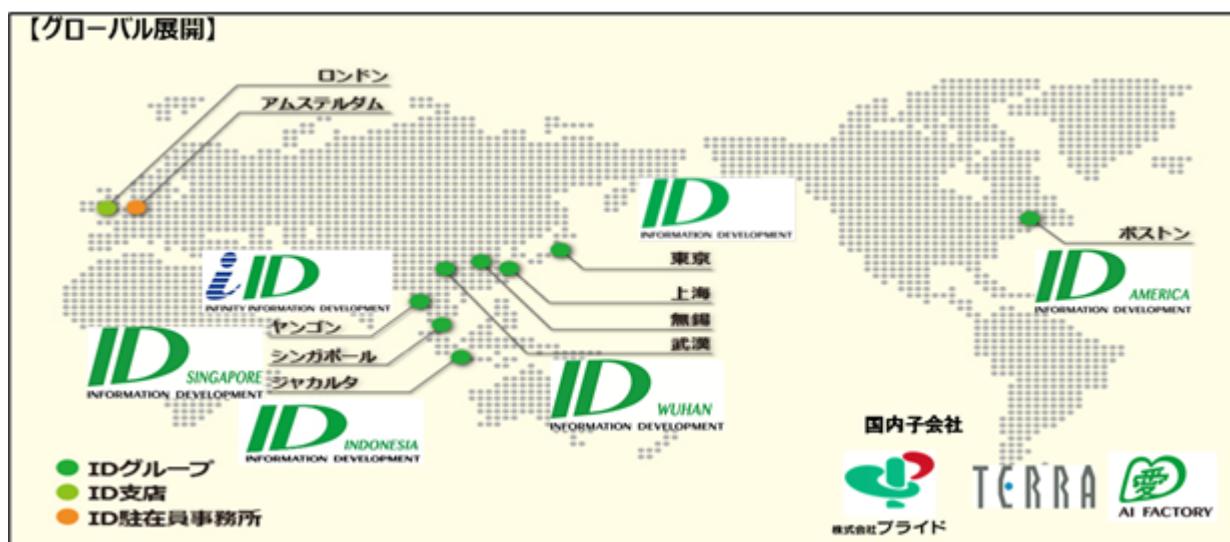 【グローバル展開】
ロンドン
アムステルダム
ID
INFORMATION DEVELOPMENT
ボストン
東京
ID AMERICA
INFORMATION DEVELOPMENT
iID
INFINITY INFORMATION DEVELOPMENT
上海
無錫
武漢
ヤンゴン
シンガポール
ジャカルタ
ID SINGAPORE
INFORMATION DEVELOPMENT
ID WUHAN
INFORMATION DEVELOPMENT
ID INDONESIA
INFORMATION DEVELOPMENT
国内子会社
IDグループ
ID支店
ID駐在員事務所
株式会社プライド
TERRA
愛
AI FACTORY